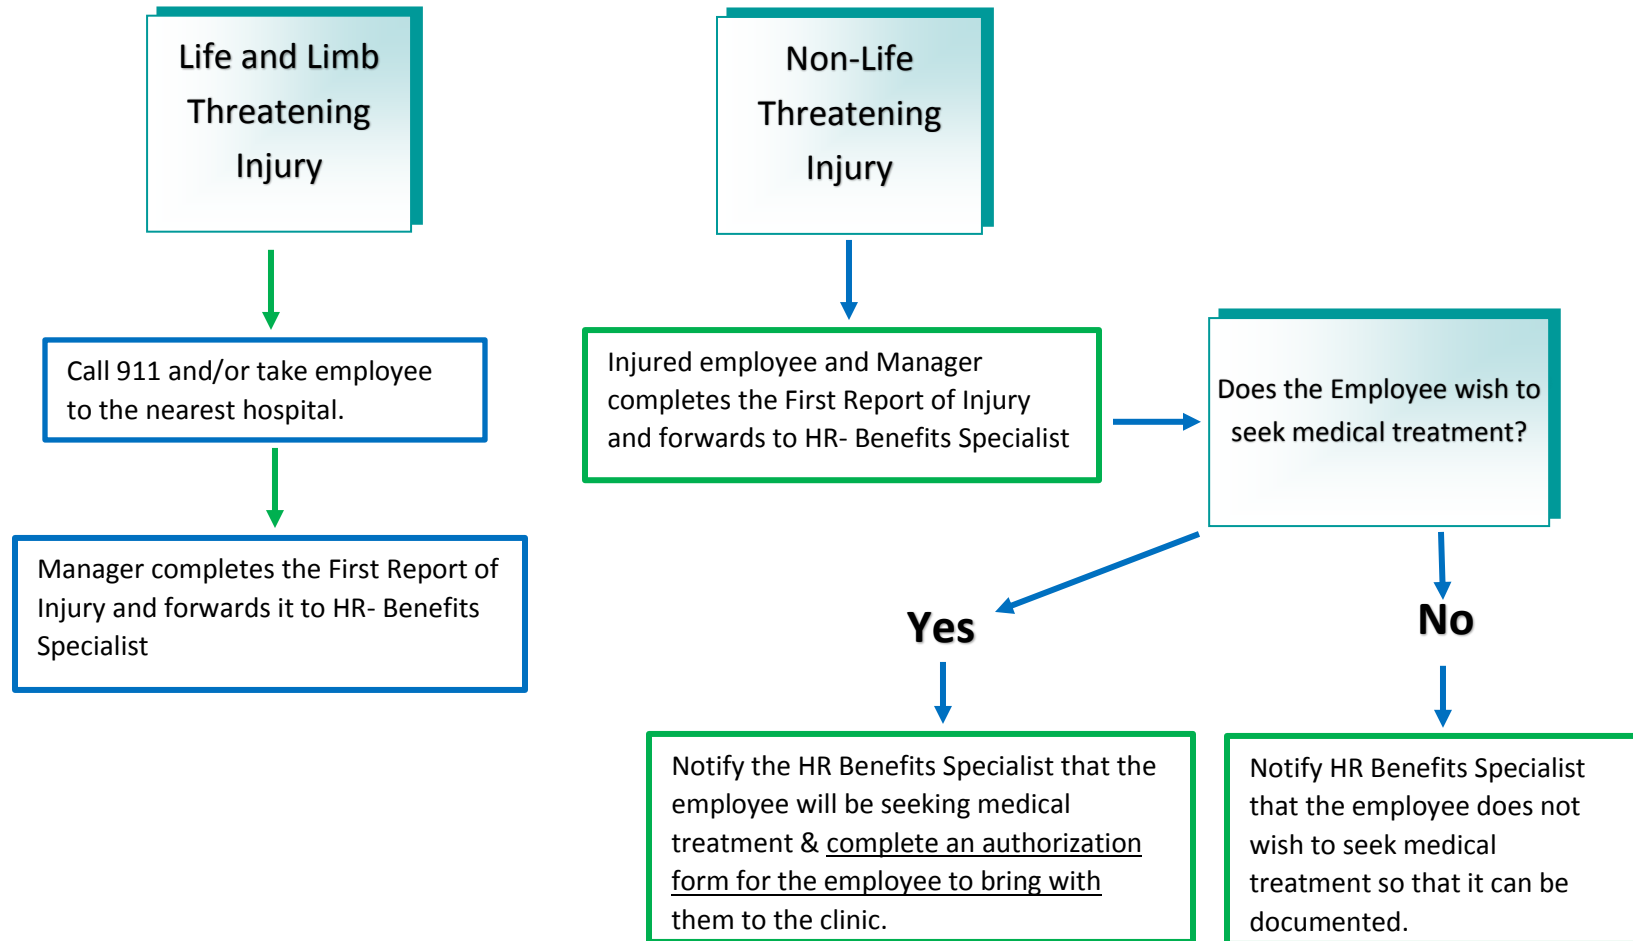 Life and Limb
Threatening
Injury
Call 911 and/or take employee
to the nearest hospital.
Manager completes the First Report of
Injury and forwards it to HR- Benefits
Specialist
Non-Life
Threatening
Injury
Injured employee and Manager
completes the First Report of Injury
and forwards to HR- Benefits Specialist
Does the Employee wish to
seek medical treatment?
Yes
Notify the HR Benefits Specialist that the
employee will be seeking medical
treatment & complete an authorization
form for the employee to bring with
them to the clinic.
No
Notify HR Benefits Specialist
that the employee does not
wish to seek medical
treatment so that it can be
documented.